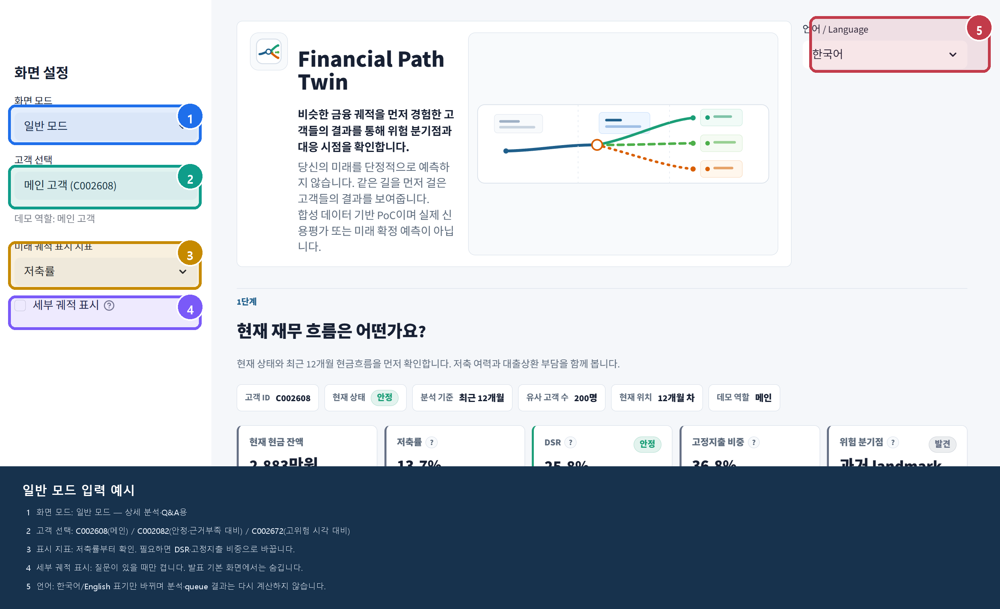 화면 설정
화면 모드
일반 모드
1
고객 선택
메인 고객 (C002608)
2
데모 역할: 메인 고객
미래 궤적 표시 지표
저축률
3
세부 궤적 표시 ?
4
Financial Path
Twin
비슷한 금융 궤적을 먼저 경험한 고
객들의 결과를 통해 위험 분기점과
대응 시점을 확인합니다.
당신의 미래를 단정적으로 예측하
지 않습니다. 같은 길을 먼저 걸은
고객들의 결과를 보여줍니다.
합성 데이터 기반 PoC이며 실제 신
용평가 또는 미래 확정 예측이 아닙
니다.
언어 / Language
한국어
5
1단계
현재 재무 흐름은 어떤가요?
현재 상태와 최근 12개월 현금흐름을 먼저 확인합니다. 저축 여력과 대출상환 부담을 함께 봅니다.
고객 ID C002608
현재 상태 안정
분석 기준 최근 12개월
유사 고객 수 200명
현재 위치 12개월 차
데모 역할 메인
현재 현금 잔액
2,883만원
저축률 ?
13.7%
DSR ? 안정
25.8%
고정지출 비중 ?
36.8%
위험 분기점 ? 발견
과거 landmark
일반 모드 입력 예시
1 화면 모드: 일반 모드 — 상세 분석·Q&A용
2 고객 선택: C002608(메인) / C002082(안정·근거부족 대비) / C002672(고위험 시각 대비)
3 표시 지표: 저축률부터 확인. 필요하면 DSR·고정지출 비중으로 바꿉니다.
4 세부 궤적 표시: 질문이 있을 때만 켭니다. 발표 기본 화면에서는 숨깁니다.
5 언어: 한국어/English 표기만 바뀌며 분석·queue 결과는 다시 계산하지 않습니다.